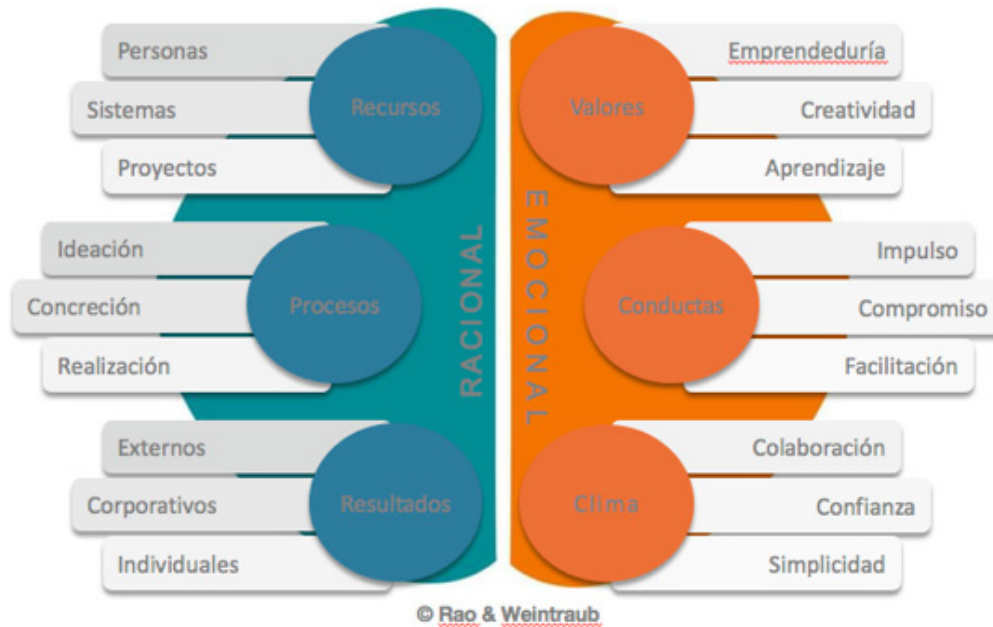 Personas
Sistemas
Proyectos
Recursos
Ideación
Concreción
Realización
Procesos
Externos
Corporativos
Individuales
Resultados
RACIONAL
EMOCIONAL
Valores
Emprendeduría
Creatividad
Aprendizaje
Conductas
Impulso
Compromiso
Facilitación
Clima
Colaboración
Confianza
Simplicidad
© Rao & Weintraub